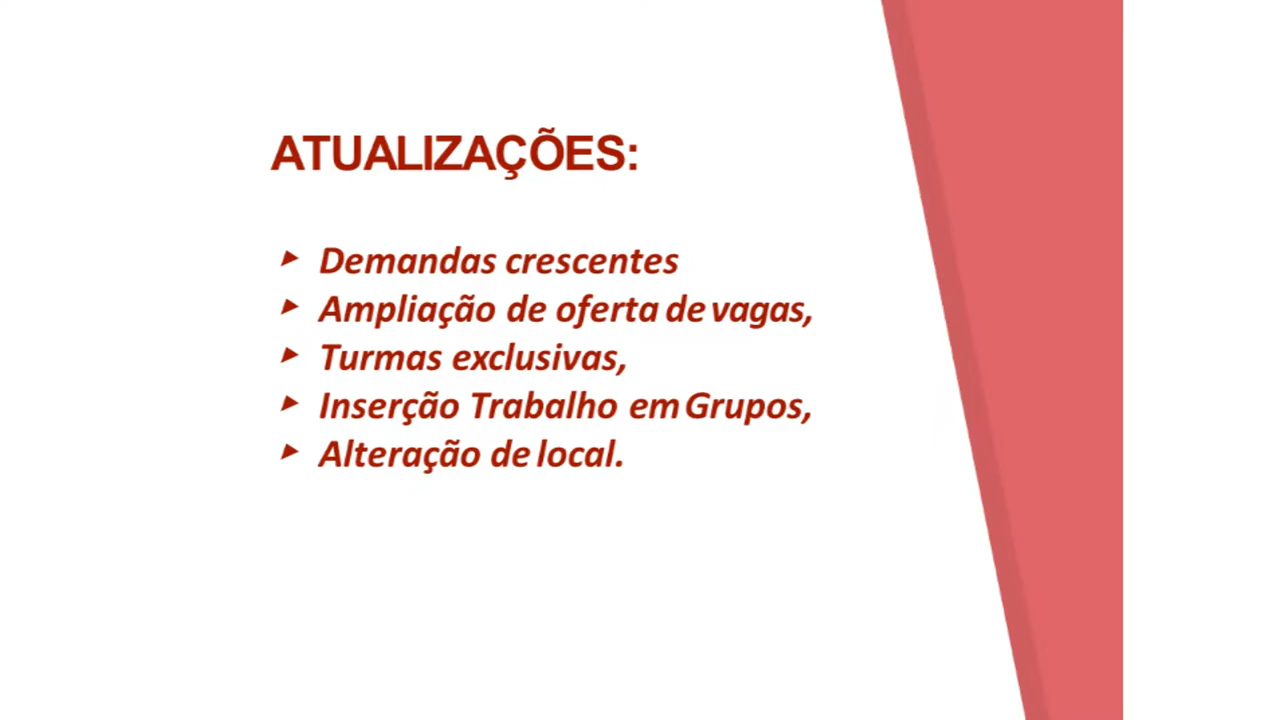 ATUALIZAÇÕES:
▸ Demandas crescentes
▸ Ampliação de oferta de vagas,
▸ Turmas exclusivas,
▸ Inserção Trabalho em Grupos,
▸ Alteração de local.